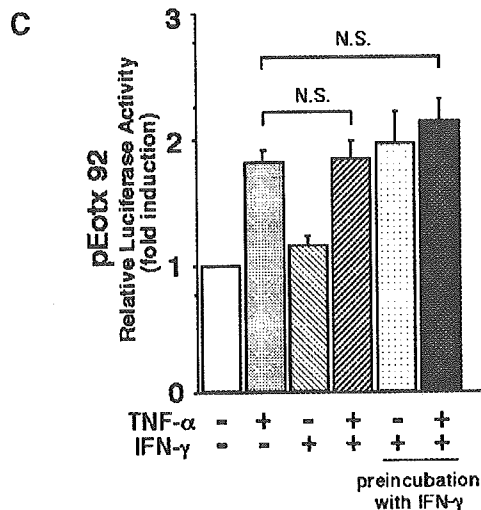 C
pEotx 92
Relative Luciferase Activity
(fold induction)
3
2
1
0
N.S.
N.S.
TNF-α - + - + - +
IFN-γ - - + + + +
preincubation
with IFN-γ